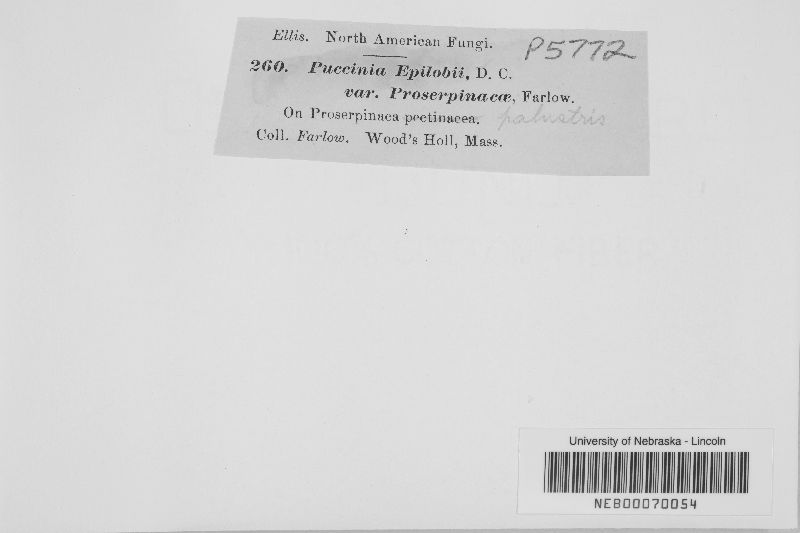 Ellis. North American Fungi.
P5772
260. Puccinia Epilobii, D. C.
var. Proserpinacæ, Farlow.
On Proserpinaca pectinacea. palustris
Coll. Farlow. Wood's Holl, Mass.
University of Nebraska - Lincoln
NEB00070054